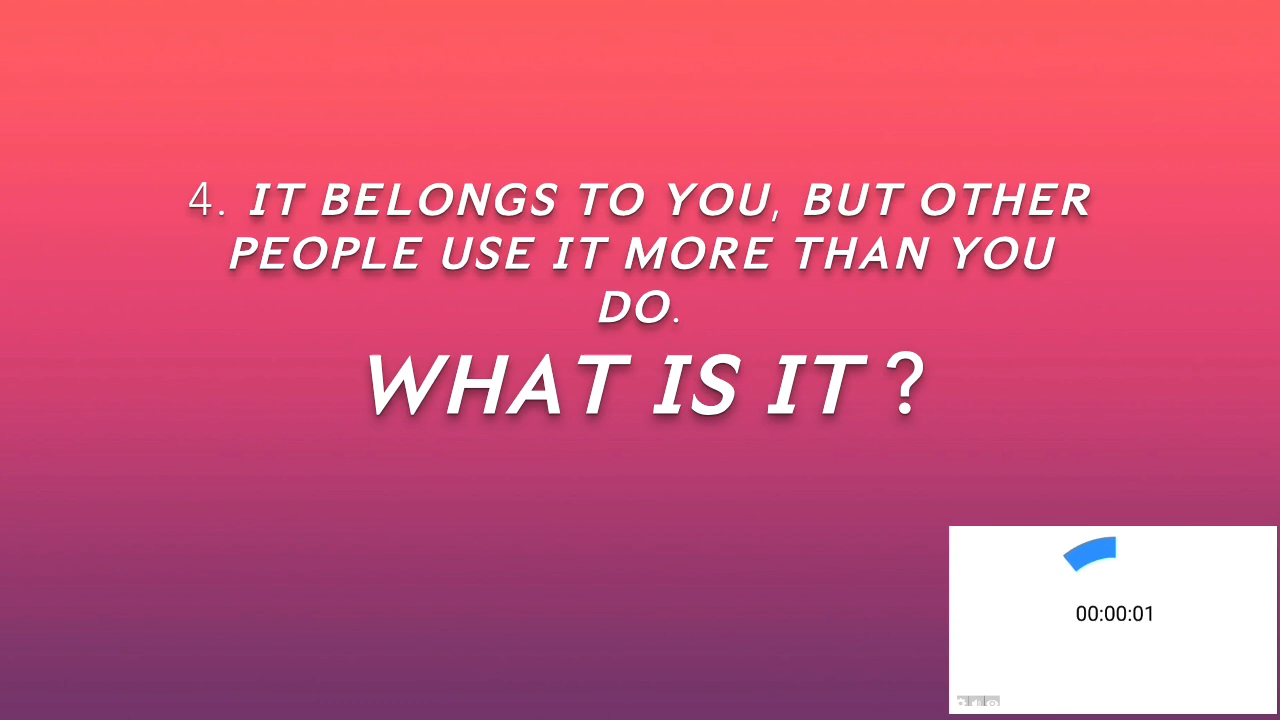 4. IT BELONGS TO YOU, BUT OTHER
PEOPLE USE IT MORE THAN YOU
DO.
WHAT IS IT ?
00:00:01